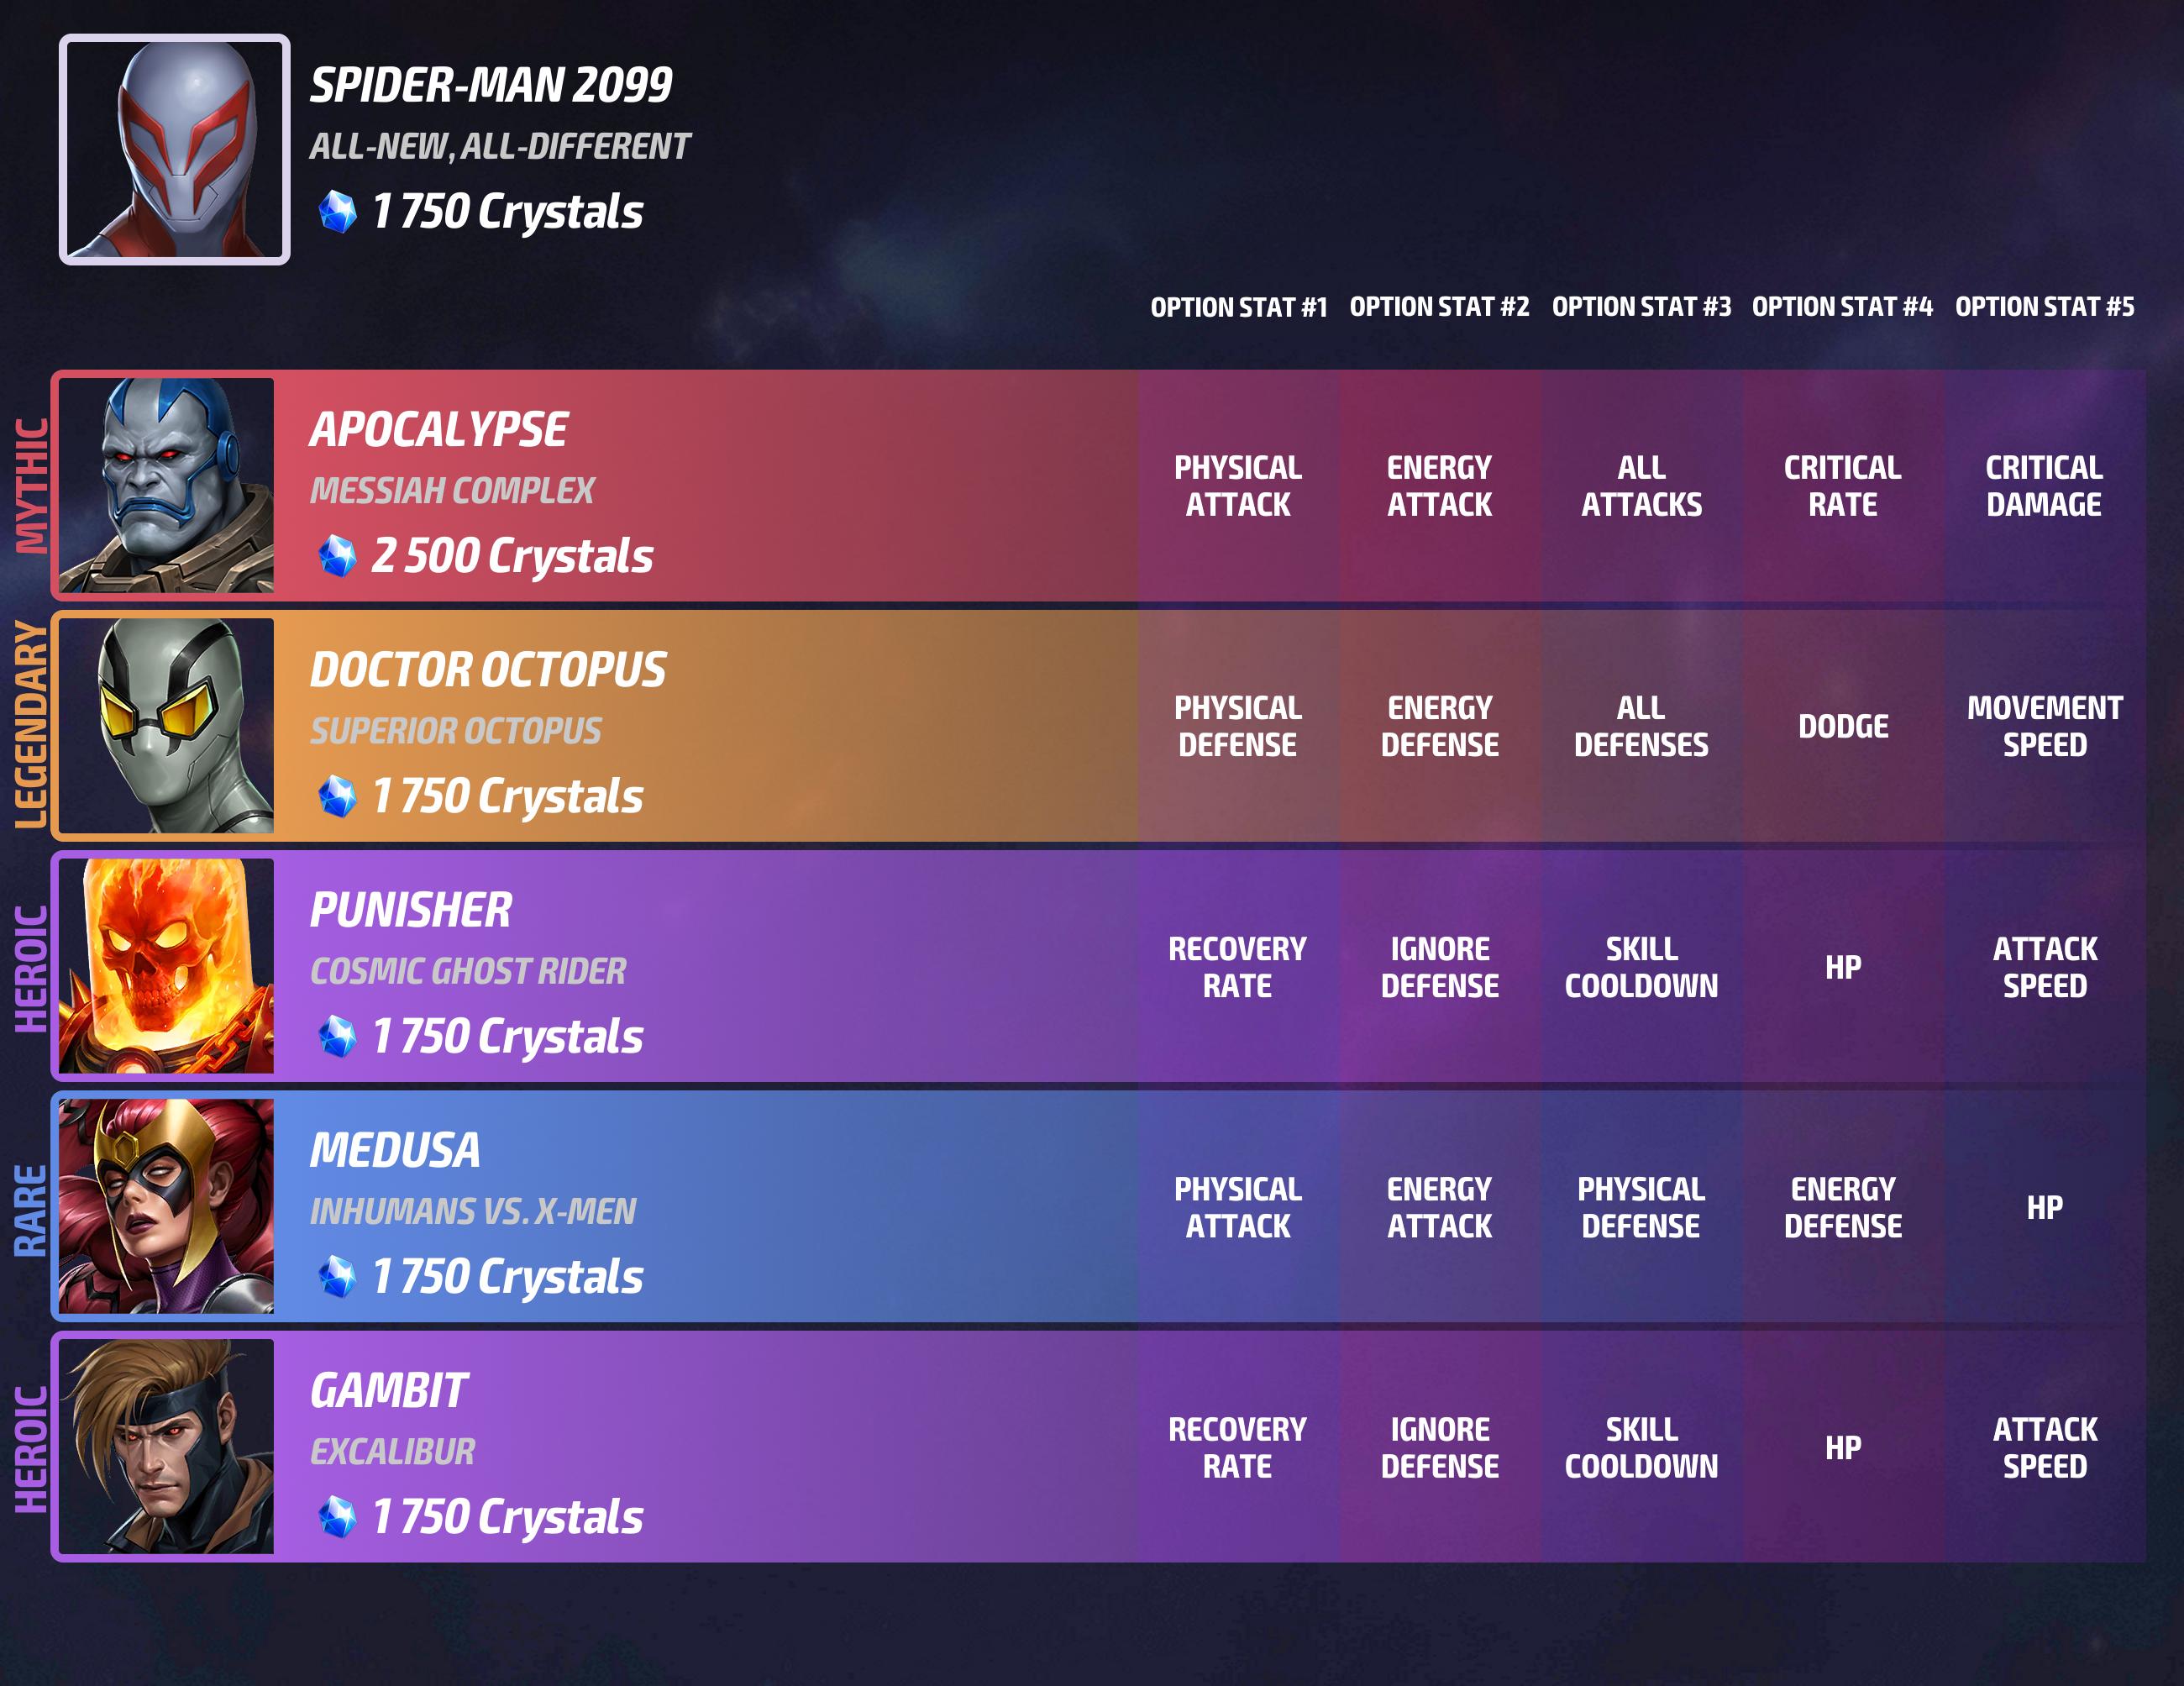 SPIDER-MAN 2099
ALL-NEW, ALL-DIFFERENT
1 750 Crystals
OPTION STAT #1 OPTION STAT #2 OPTION STAT #3 OPTION STAT #4 OPTION STAT #5
MYTHIC
APOCALYPSE
MESSIAH COMPLEX
2 500 Crystals
PHYSICAL
ATTACK
ENERGY
ATTACK
ALL
ATTACKS
CRITICAL
RATE
CRITICAL
DAMAGE
LEGENDARY
DOCTOR OCTOPUS
SUPERIOR OCTOPUS
1 750 Crystals
PHYSICAL
DEFENSE
ENERGY
DEFENSE
ALL
DEFENSES
DODGE
MOVEMENT
SPEED
HEROIC
PUNISHER
COSMIC GHOST RIDER
1 750 Crystals
RECOVERY
RATE
IGNORE
DEFENSE
SKILL
COOLDOWN
HP
ATTACK
SPEED
RARE
MEDUSA
INHUMANS VS. X-MEN
1 750 Crystals
PHYSICAL
ATTACK
ENERGY
ATTACK
PHYSICAL
DEFENSE
ENERGY
DEFENSE
HP
HEROIC
GAMBIT
EXCALIBUR
1 750 Crystals
RECOVERY
RATE
IGNORE
DEFENSE
SKILL
COOLDOWN
HP
ATTACK
SPEED